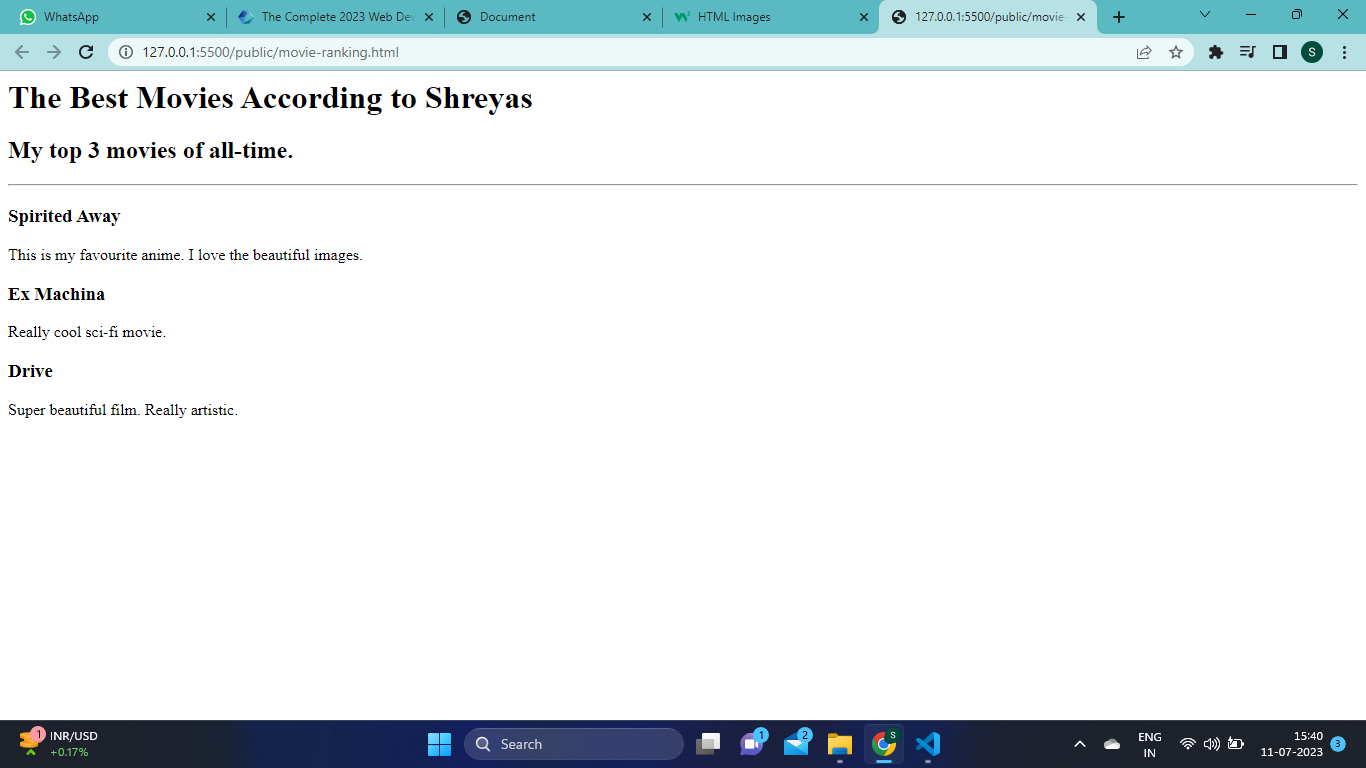 WhatsApp
The Complete 2023 Web Dev
Document
HTML Images
127.0.0.1:5500/public/movie-
127.0.0.1:5500/public/movie-ranking.html
S
The Best Movies According to Shreyas
My top 3 movies of all-time.
Spirited Away
This is my favourite anime. I love the beautiful images.
Ex Machina
Really cool sci-fi movie.
Drive
Super beautiful film. Really artistic.
1
INR/USD
+0.17%
Search
1
2
S
ENG
IN
15:40
11-07-2023
3